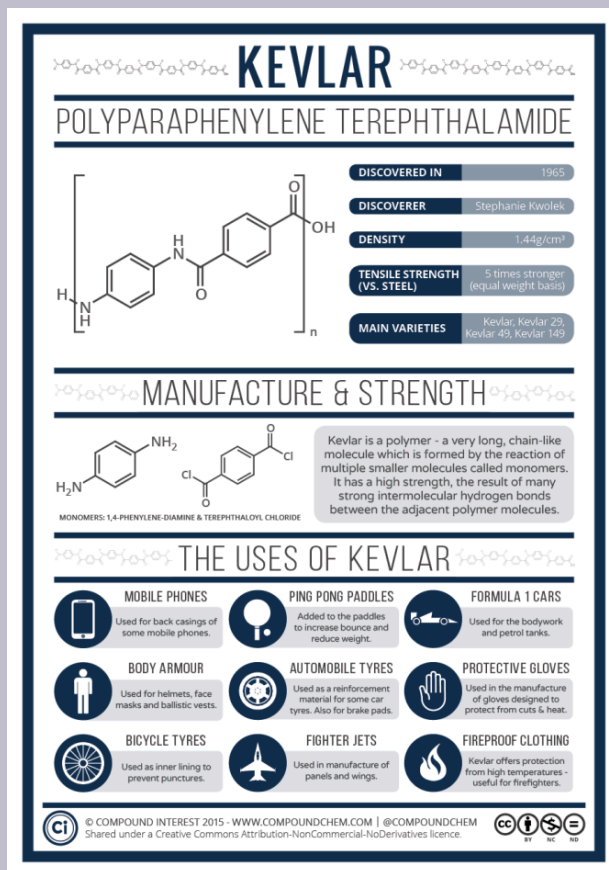 KEVLAR
POLYPARAPHENYLENE TEREPHTHALAMIDE
O
OH
H
N
O
H
N
H
n
DISCOVERED IN 1965
DISCOVERER Stephanie Kwolek
DENSITY 1.44g/cm³
TENSILE STRENGTH
(VS. STEEL)
5 times stronger
(equal weight basis)
MAIN VARIETIES
Kevlar, Kevlar 29,
Kevlar 49, Kevlar 149
MANUFACTURE & STRENGTH
NH₂
H₂N
O
Cl
Cl
O
MONOMERS: 1,4-PHENYLENE-DIAMINE & TEREPHTHALOYL CHLORIDE
Kevlar is a polymer - a very long, chain-like
molecule which is formed by the reaction of
multiple smaller molecules called monomers.
It has a high strength, the result of many
strong intermolecular hydrogen bonds
between the adjacent polymer molecules.
THE USES OF KEVLAR
MOBILE PHONES
Used for back casings of
some mobile phones.
PING PONG PADDLES
Added to the paddles
to increase bounce and
reduce weight.
FORMULA 1 CARS
Used for the bodywork
and petrol tanks.
BODY ARMOUR
Used for helmets, face
masks and ballistic vests.
AUTOMOBILE TYRES
Used as a reinforcement
material for some car
tyres. Also for brake pads.
PROTECTIVE GLOVES
Used in the manufacture
of gloves designed to
protect from cuts & heat.
BICYCLE TYRES
Used as inner lining to
prevent punctures.
FIGHTER JETS
Used in manufacture of
panels and wings.
FIREPROOF CLOTHING
Kevlar offers protection
from high temperatures -
useful for firefighters.
Ci
© COMPOUND INTEREST 2015 - WWW.COMPOUNDCHEM.COM | @COMPOUNDCHEM
Shared under a Creative Commons Attribution-NonCommercial-NoDerivatives licence.
cc
BY NC ND